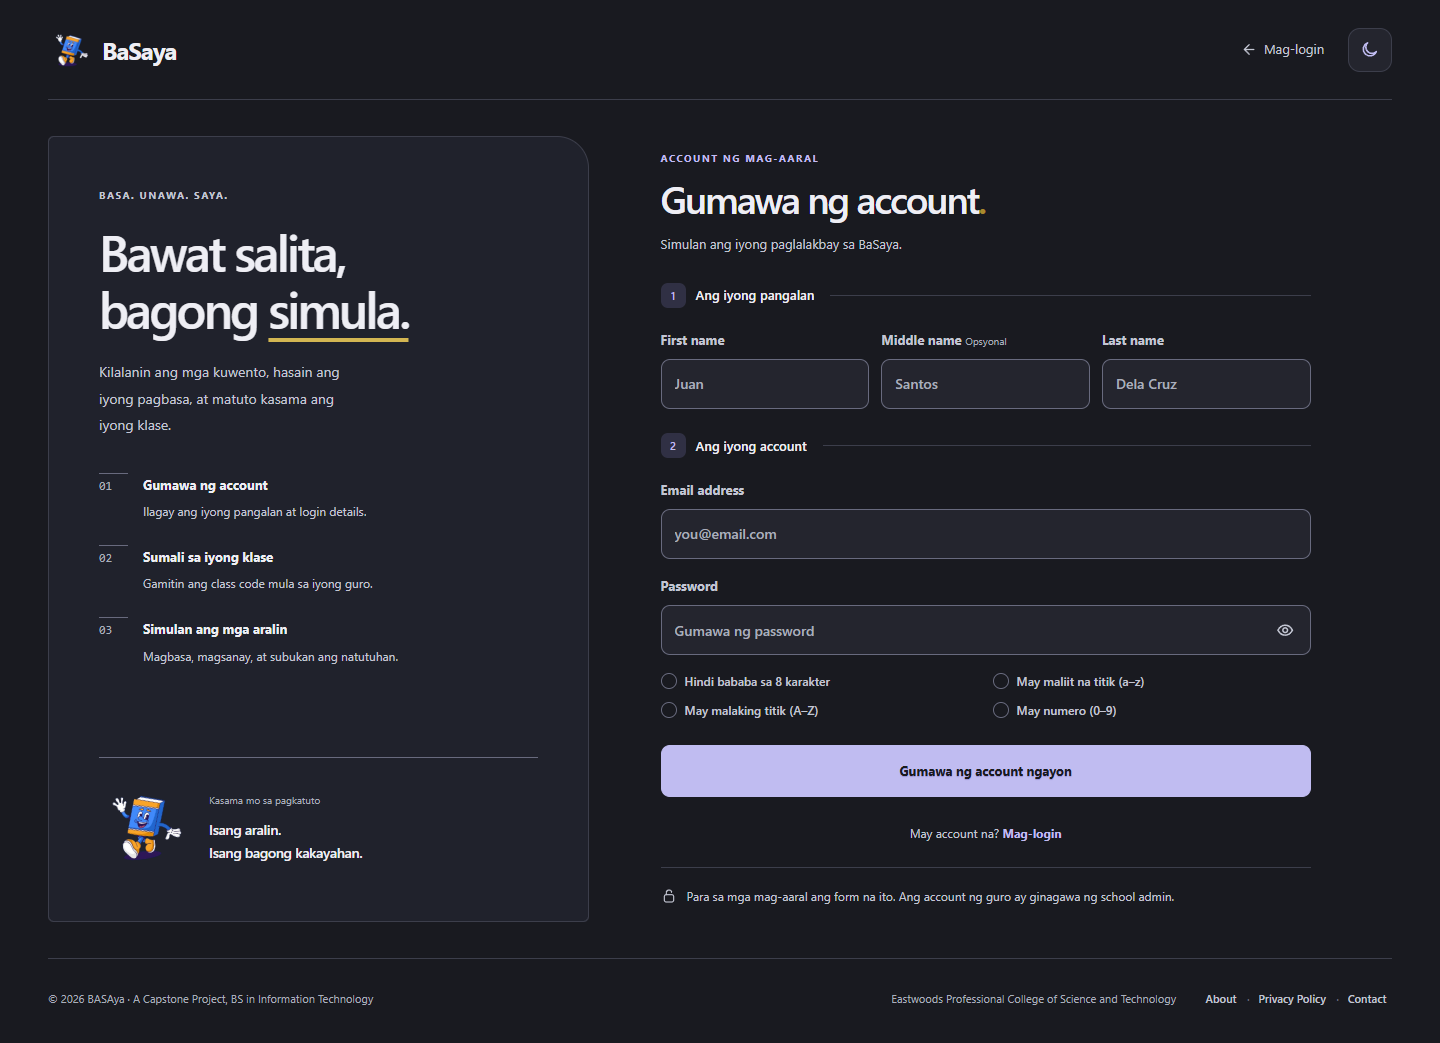 BaSaya
Mag-login
BASA. UNAWA. SAYA.
Bawat salita,
bagong simula.
Kilalanin ang mga kuwento, hasain ang
iyong pagbasa, at matuto kasama ang
iyong klase.
01
Gumawa ng account
Ilagay ang iyong pangalan at login details.
02
Sumali sa iyong klase
Gamitin ang class code mula sa iyong guro.
03
Simulan ang mga aralin
Magbasa, magsanay, at subukan ang natutuhan.
Kasama mo sa pagkatuto
Isang aralin.
Isang bagong kakayahan.
ACCOUNT NG MAG-AARAL
Gumawa ng account.
Simulan ang iyong paglalakbay sa BaSaya.
1 Ang iyong pangalan
First name
Middle name Opsyonal
Last name
Juan
Santos
Dela Cruz
2 Ang iyong account
Email address
you@email.com
Password
Gumawa ng password
Hindi bababa sa 8 karakter
May maliit na titik (a–z)
May malaking titik (A–Z)
May numero (0–9)
Gumawa ng account ngayon
May account na? Mag-login
Para sa mga mag-aaral ang form na ito. Ang account ng guro ay ginagawa ng school admin.
© 2026 BASAya · A Capstone Project, BS in Information Technology
Eastwoods Professional College of Science and Technology
About · Privacy Policy · Contact